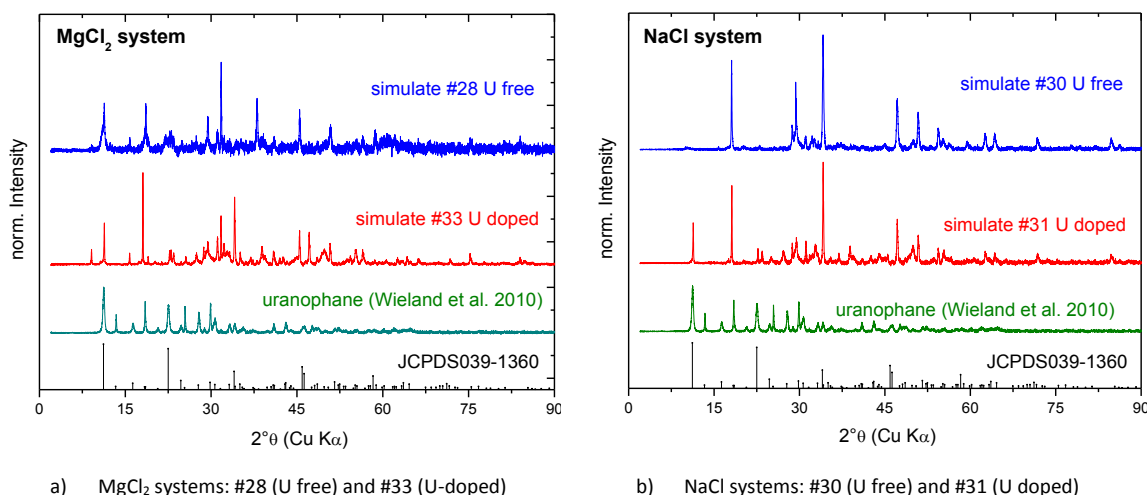 MgCl₂ system
simulate #28 U free
simulate #33 U doped
uranophane (Wieland et al. 2010)
JCPDS039-1360
norm. Intensity
0 15 30 45 60 75 90
2°θ (Cu Kα)
a) MgCl₂ systems: #28 (U free) and #33 (U-doped)
NaCl system
simulate #30 U free
simulate #31 U doped
uranophane (Wieland et al. 2010)
JCPDS039-1360
norm. Intensity
0 15 30 45 60 75 90
2°θ (Cu Kα)
b) NaCl systems: #30 (U free) and #31 (U doped)